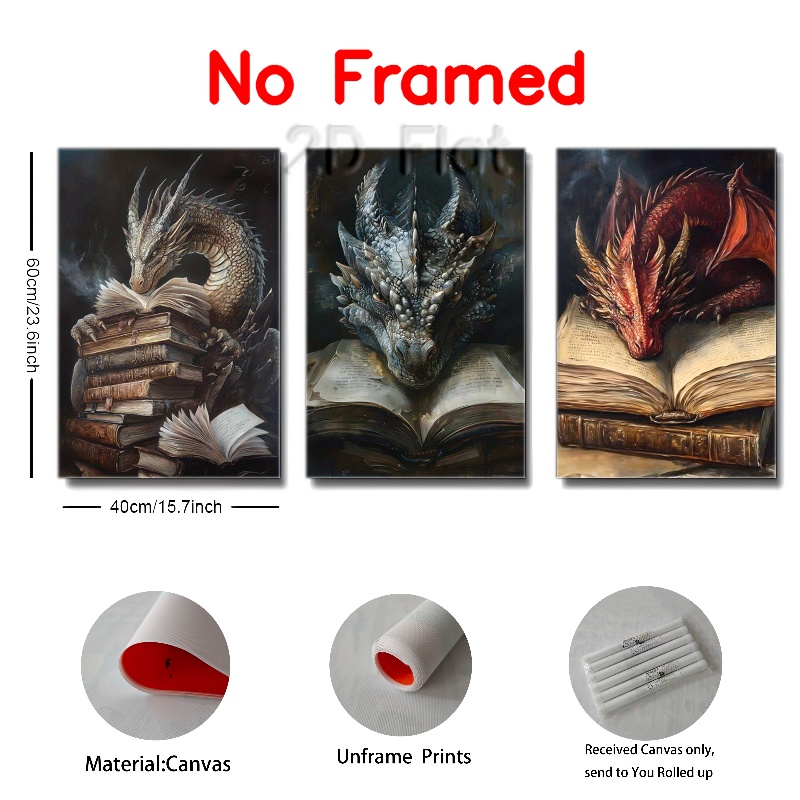 No Framed
2D Flat
60cm/23.6inch
40cm/15.7inch
Material:Canvas
Unframe Prints
Received Canvas only,
send to You Rolled up